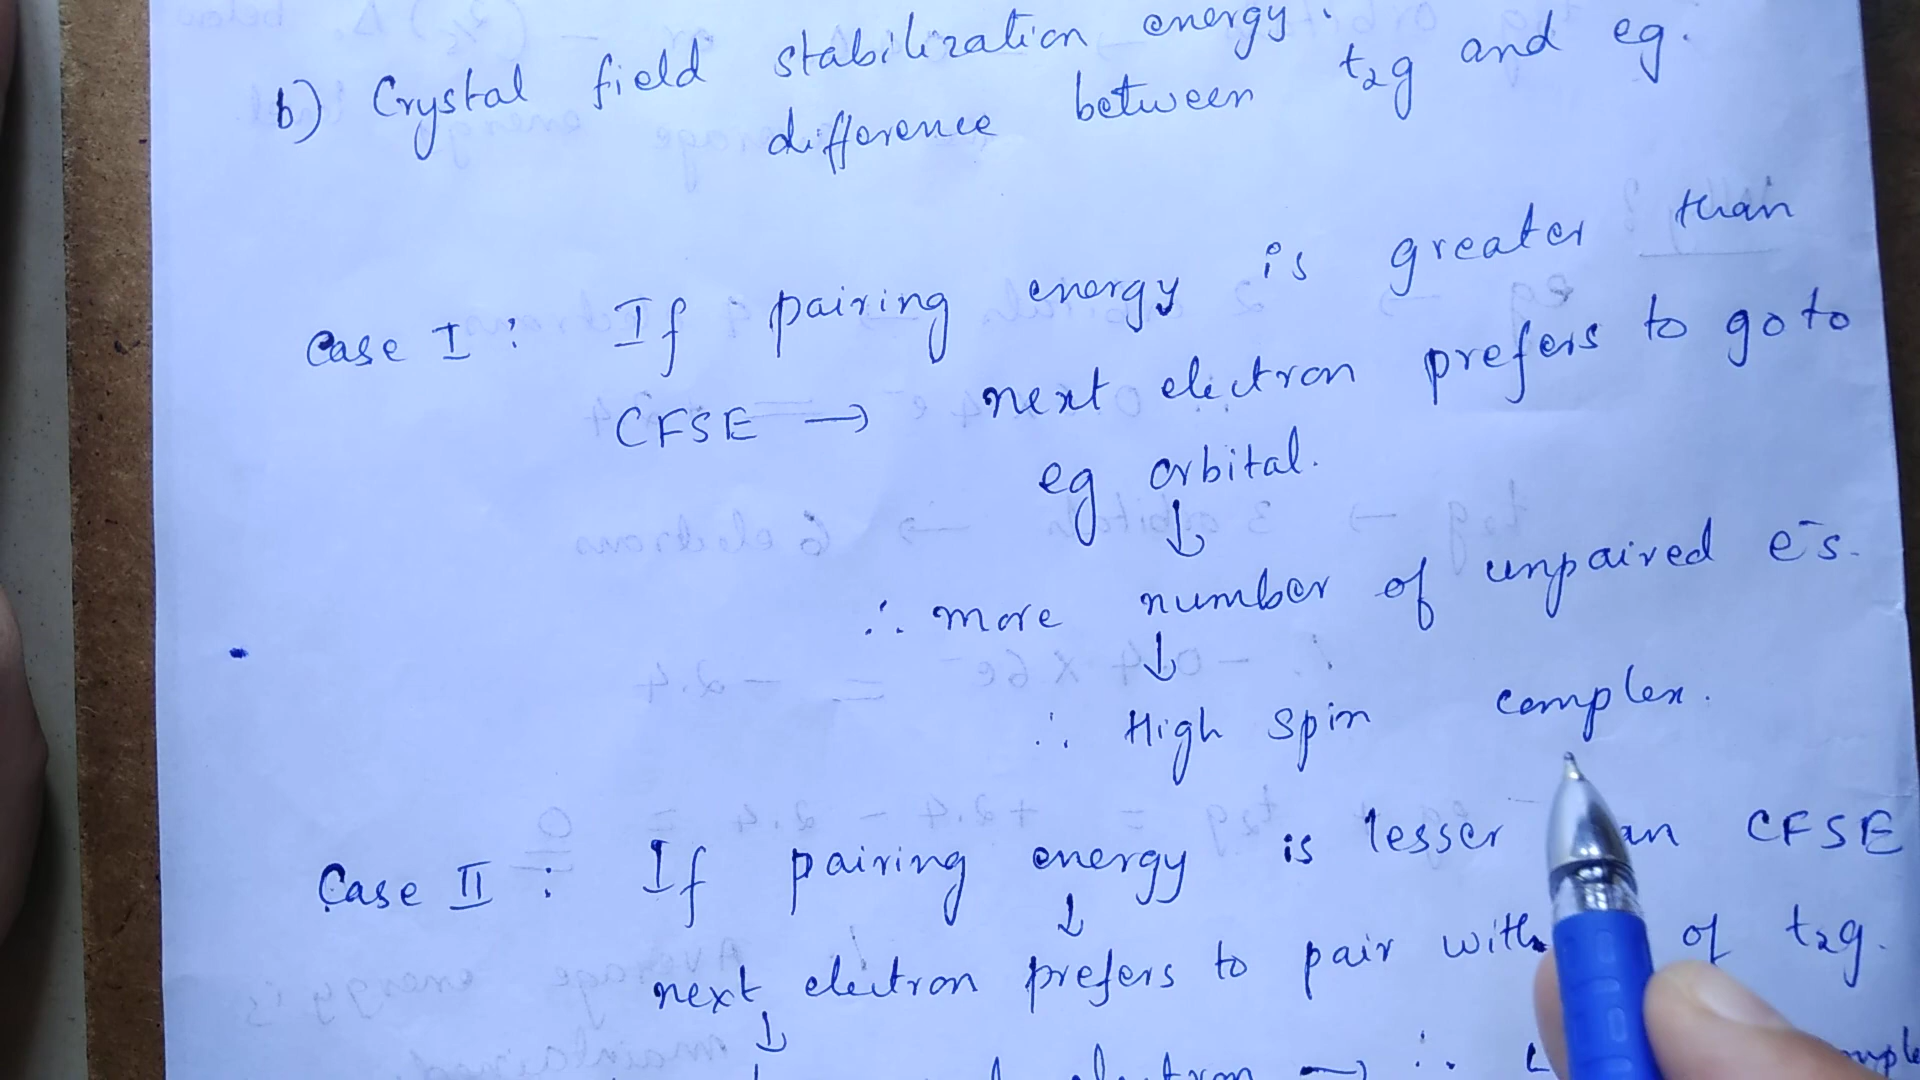 b) Crystal field stabilization energy.
difference between t2g and eg.
Case I : If pairing energy is greater than
CFSE → next electron prefers to go to
eg orbital.
↓
∴ more number of unpaired e⁻s.
↓
∴ High spin complex.
Case II : If pairing energy is lesser an CFSE
↓
next electron prefers to pair with of t2g.
↓
electron → ∴